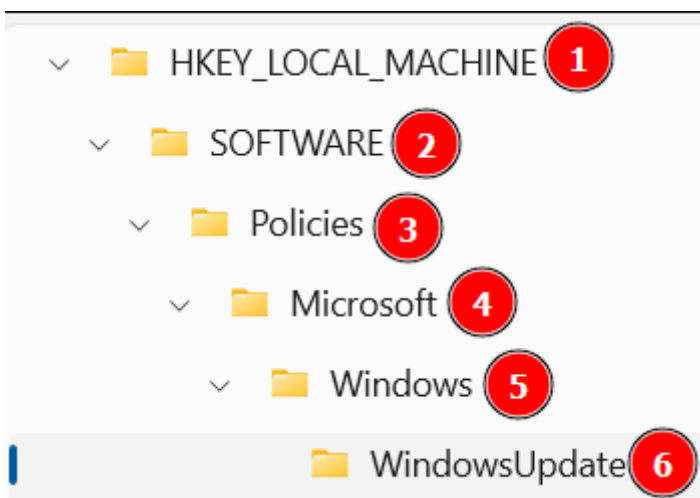 HKEY_LOCAL_MACHINE 1
SOFTWARE 2
Policies 3
Microsoft 4
Windows 5
WindowsUpdate 6